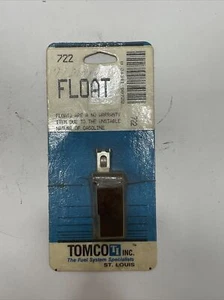 722
FLOAT
FLOATS ARE A NO WARRANTY
ITEM DUE TO THE UNSTABLE
NATURE OF GASOLINE
722
TOMCO INC.
The Fuel System Specialists
ST. LOUIS